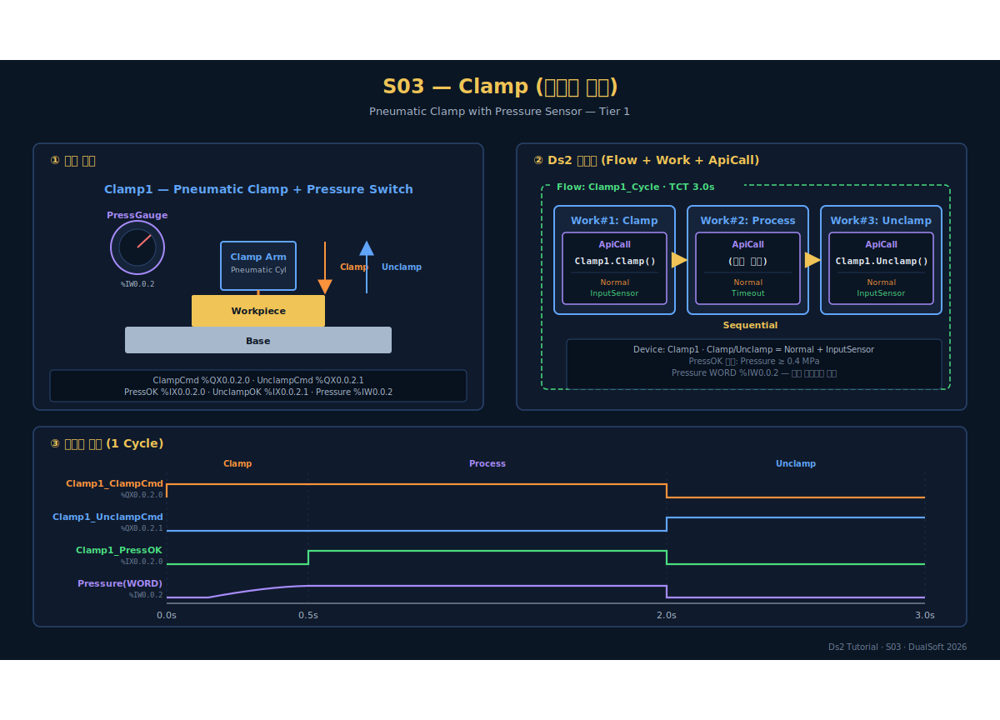 S03 — Clamp
Pneumatic Clamp with Pressure Sensor — Tier 1
①
Clamp1 — Pneumatic Clamp + Pressure Switch
PressGauge
%IW0.0.2
Clamp Arm
Pneumatic Cyl
Clamp
Unclamp
Workpiece
Base
ClampCmd %QX0.0.2.0 · UnclampCmd %QX0.0.2.1
PressOK %IX0.0.2.0 · UnclampOK %IX0.0.2.1 · Pressure %IW0.0.2
② Ds2 (Flow + Work + ApiCall)
Flow: Clamp1_Cycle · TCT 3.0s
Work#1: Clamp
ApiCall
Clamp1.Clamp()
Normal
InputSensor
Work#2: Process
ApiCall
Normal
Timeout
Work#3: Unclamp
ApiCall
Clamp1.Unclamp()
Normal
InputSensor
Sequential
Device: Clamp1 · Clamp/Unclamp = Normal + InputSensor
PressOK : Pressure ≥ 0.4 MPa
Pressure WORD %IW0.0.2 —
③ (1 Cycle)
Clamp
Process
Unclamp
Clamp1_ClampCmd
%QX0.0.2.0
Clamp1_UnclampCmd
%QX0.0.2.1
Clamp1_PressOK
%IX0.0.2.0
Pressure(WORD)
%IW0.0.2
0.0s
0.5s
2.0s
3.0s
Ds2 Tutorial · S03 · DualSoft 2026